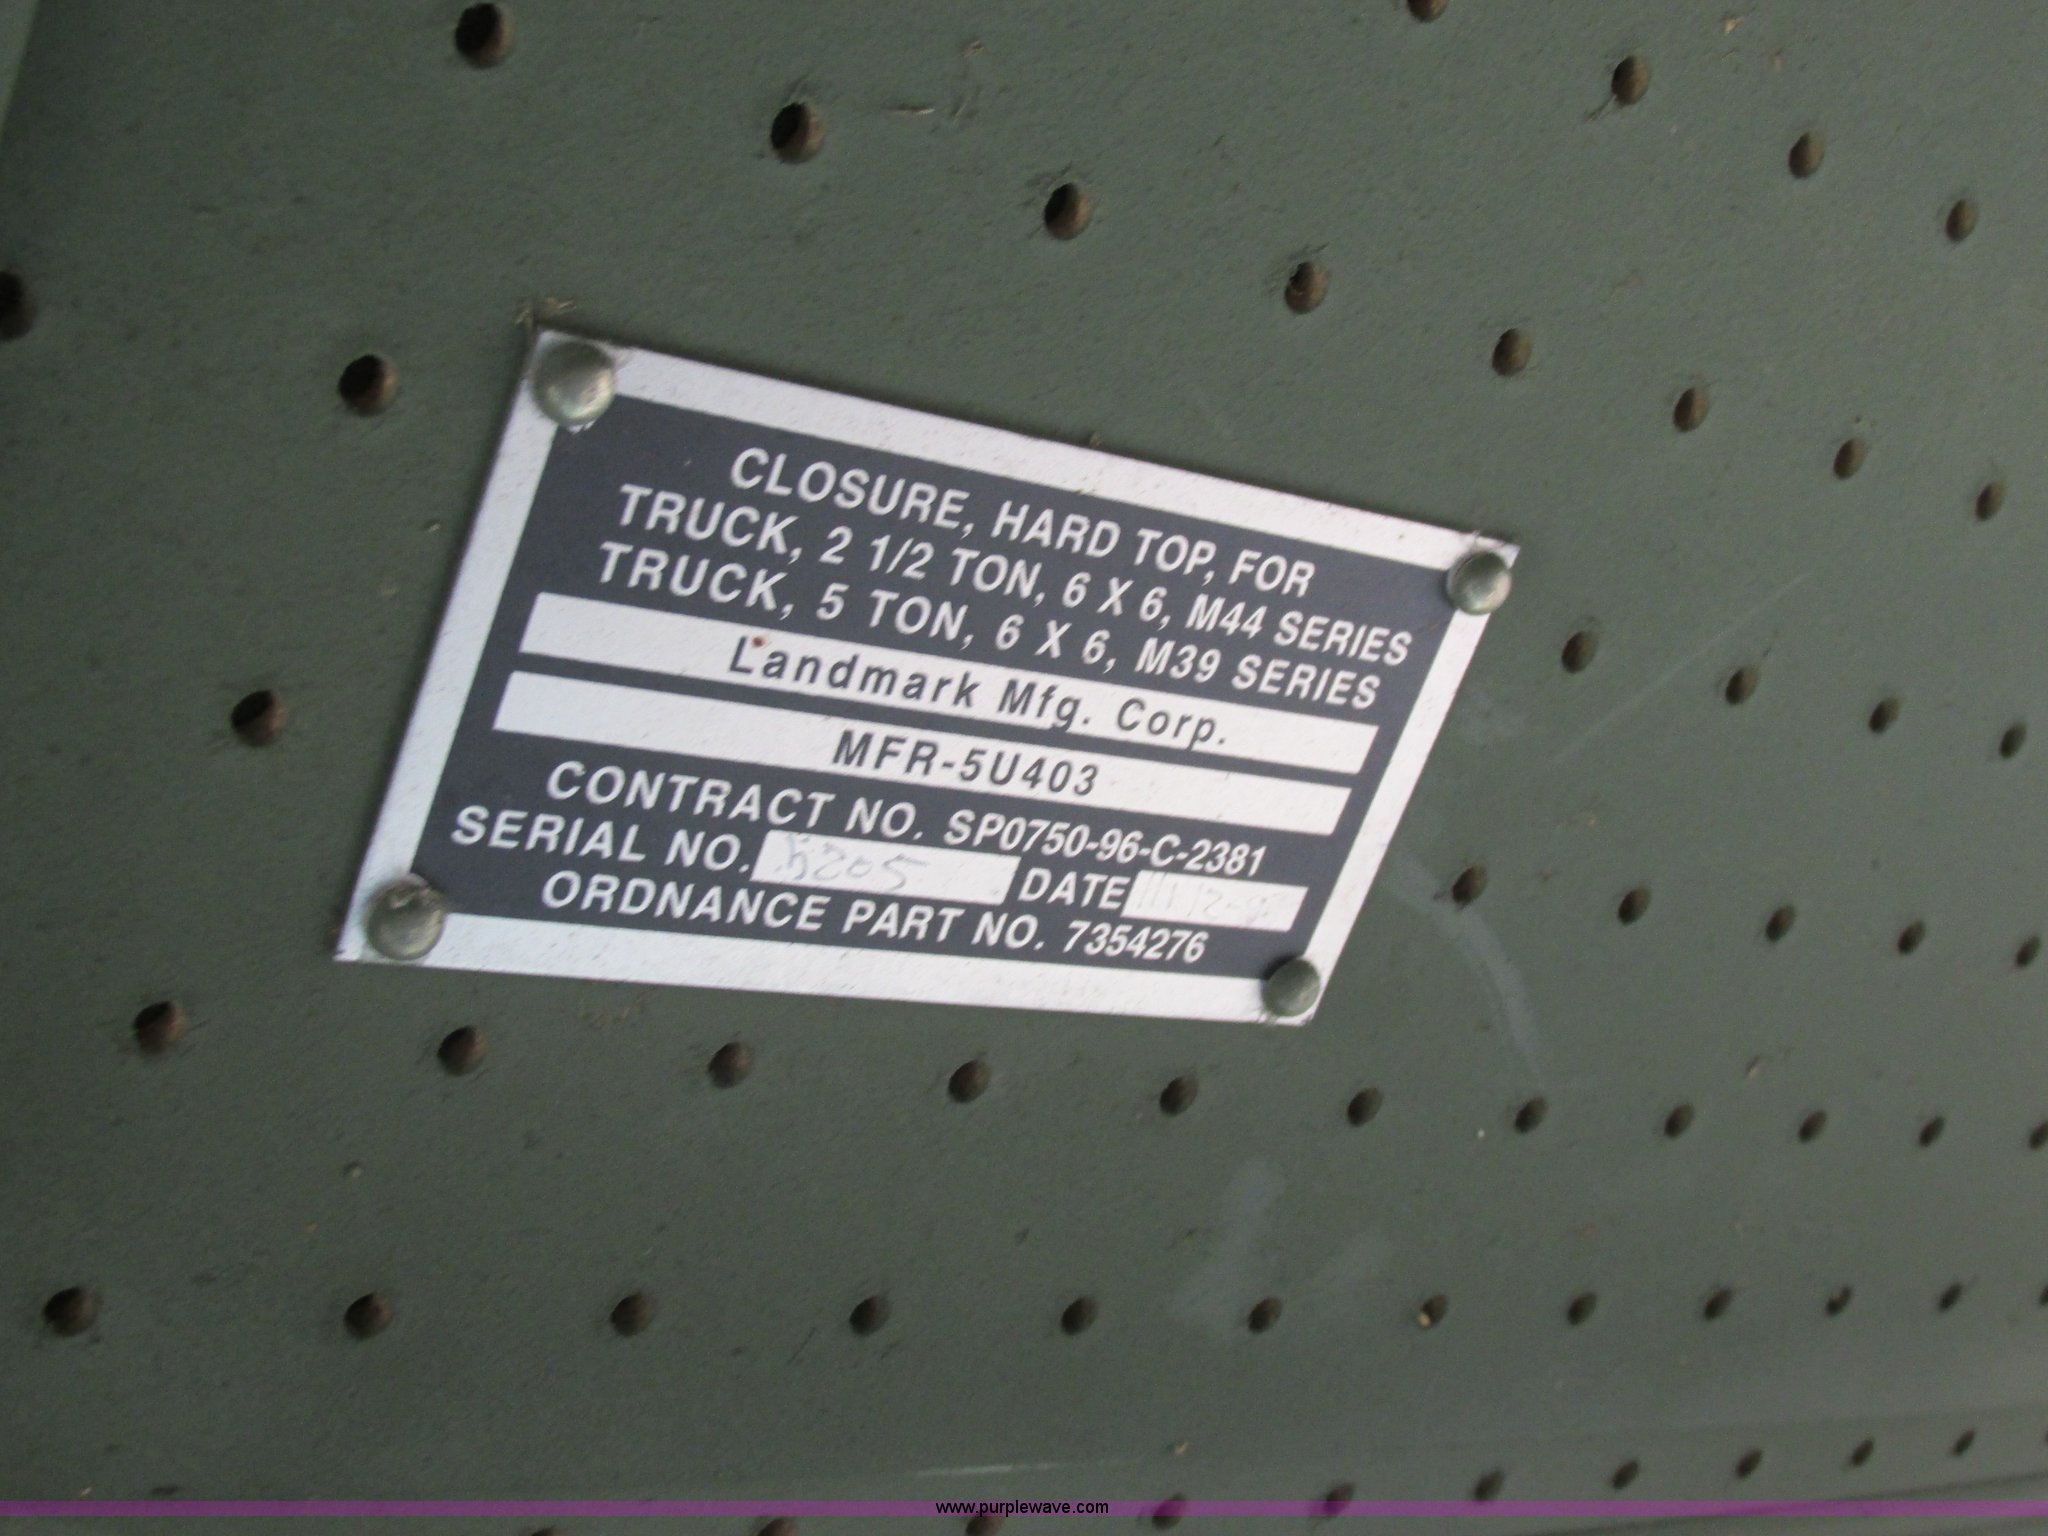 CLOSURE, HARD TOP, FOR
TRUCK, 2 1/2 TON, 6 X 6, M44 SERIES
TRUCK, 5 TON, 6 X 6, M39 SERIES
Landmark Mfg. Corp.
MFR-5U403
CONTRACT NO. SP0750-96-C-2381
SERIAL NO. 5205 DATE
ORDNANCE PART NO. 7354276
www.purplewave.com